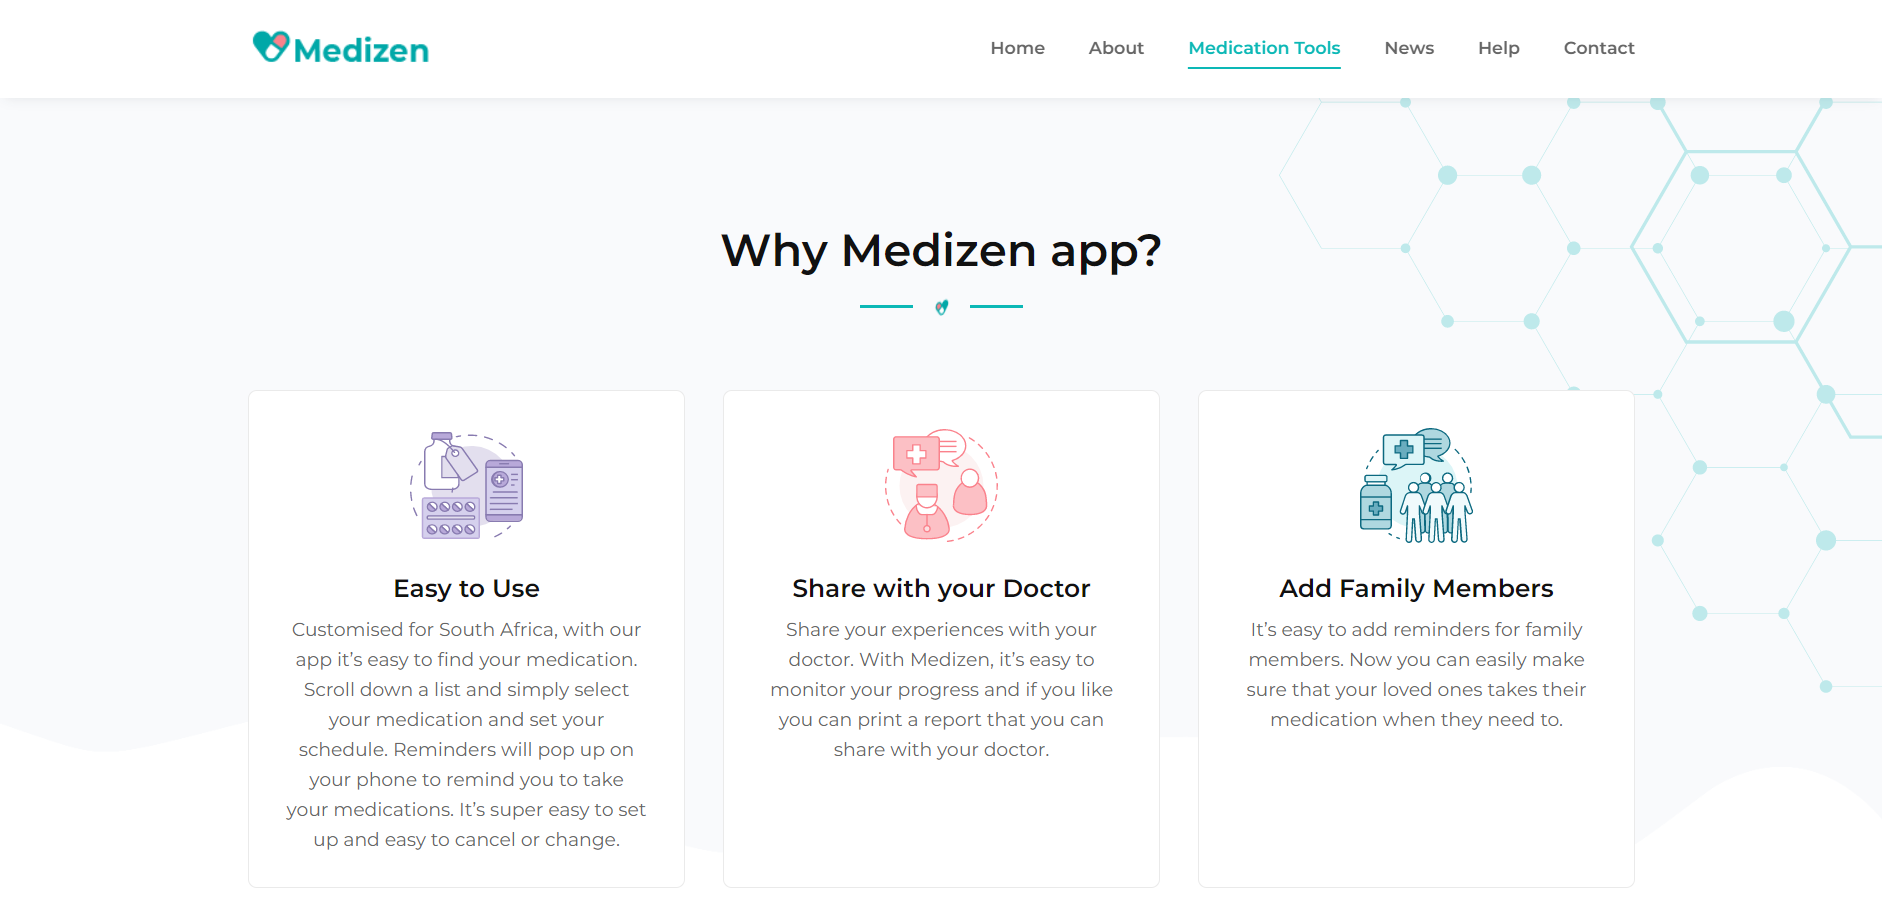 Medizen
Home
About
Medication Tools
News
Help
Contact
Why Medizen app?
Easy to Use
Customised for South Africa, with our
app it’s easy to find your medication.
Scroll down a list and simply select
your medication and set your
schedule. Reminders will pop up on
your phone to remind you to take
your medications. It’s super easy to set
up and easy to cancel or change.
Share with your Doctor
Share your experiences with your
doctor. With Medizen, it’s easy to
monitor your progress and if you like
you can print a report that you can
share with your doctor.
Add Family Members
It’s easy to add reminders for family
members. Now you can easily make
sure that your loved ones takes their
medication when they need to.